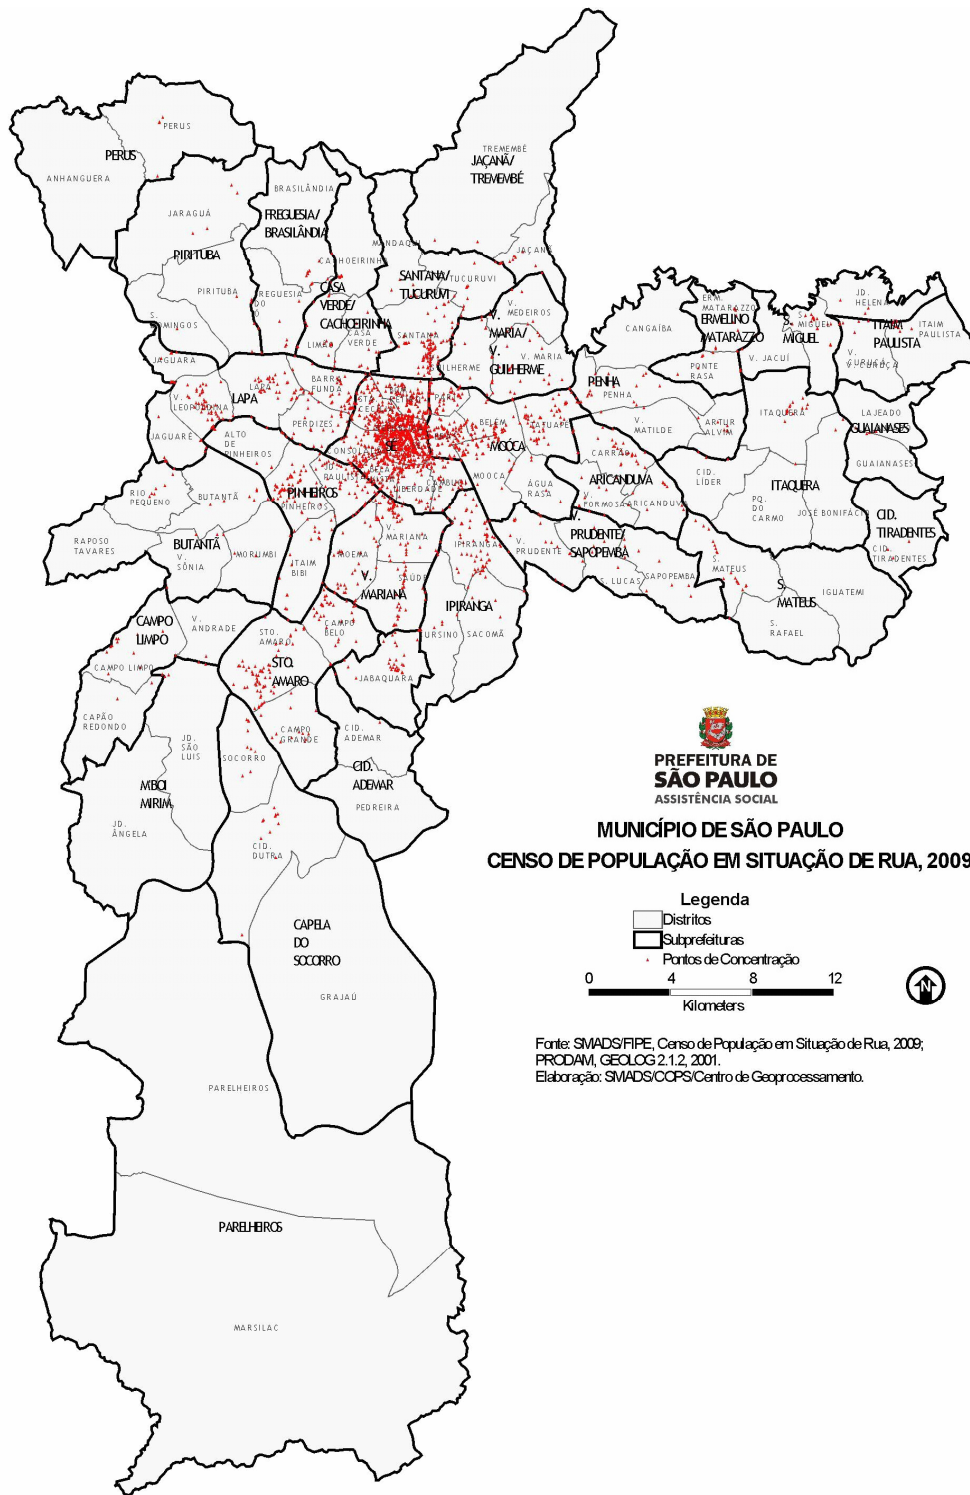 TREMEMBÉ
JAÇANÃ/
TREMEMBÉ
PERUS
PERUS
ANHANGUERA
BRASILÂNDIA
JARAGUÁ
FREGUESIA/
BRASILÂNDIA
MANDAQUI
JAÇANÃ
PIRITUBA
CACHOEIRINHA
SANTANA/
TUCURUVI
TUCURUVI
PIRITUBA
FREGUESIA
DO
Ó
CASA
VERDE/
CACHOEIRINHA
S.
DOMINGOS
LIMÃO
CASA
VERDE
SANTANA
V.
MEDEIROS
V.
MARIA/
V.
GUILHERME
V. MARIA
GUILHERME
CANGAÍBA
ERM.
MATARAZZO
ERMELINO
MATARAZZO
S.
MIGUEL
S.
MIGUEL
JD.
HELENA
ITAIM
PAULISTA
ITAIM
PAULISTA
V.
CURUÇÁ
V. CURUÇA
V. JACUÍ
PONTE
RASA
JAGUARA
LAPA
LAPA
BARRA
FUNDA
V.
LEOPOLDINA
PERDIZES
STA.
CECÍLIA
PARI
BELÉM
TATUAPÉ
PENHA
PENHA
V.
MATILDE
ARTUR
ALVIM
ITAQUERA
LAJEADO
GUAIANASES
GUAIANASES
JAGUARÉ
ALTO
DE
PINHEIROS
CONSOLAÇÃO
SÉ
MOÓCA
MOOCA
CARRÃO
ARICANDUVA
CID.
LÍDER
ITAQUERA
JD.
PAULISTA
LIBERDADE
CAMBUCI
ÁGUA
RASA
PINHEIROS
PINHEIROS
V.
FORMOSA
ARICANDUVA
PQ.
DO
CARMO
JOSÉ BONIFÁCIO
CID.
TIRADENTES
CID.
TIRADENTES
RIO
PEQUENO
BUTANTÃ
RAPOSO
TAVARES
BUTANTÃ
V.
SÔNIA
MORUMBI
ITAIM
BIBI
MOEMA
V.
MARIANA
V.
MARIANA
SAÚDE
IPIRANGA
IPIRANGA
V.
PRUDENTE
V.
PRUDENTE/
SAPOPEMBA
S. LUCAS
SAPOPEMBA
S.
MATEUS
S.
MATEUS
IGUATEMI
S.
RAFAEL
CAMPO
LIMPO
V.
ANDRADE
STO.
AMARO
CAMPO
BELO
CURSINO
SACOMÃ
CAMPO LIMPO
STO.
AMARO
JABAQUARA
CAPÃO
REDONDO
JD.
SÃO
LUIS
SOCORRO
CAMPO
GRANDE
CID.
ADEMAR
CID.
ADEMAR
PEDREIRA
M'BOI
MIRIM
JD.
ÂNGELA
CID.
DUTRA
CAPELA
DO
SOCORRO
GRAJAÚ
PARELHEIROS
PARELHEIROS
MARSILAC
PREFEITURA DE
SÃO PAULO
ASSISTÊNCIA SOCIAL
MUNICÍPIO DE SÃO PAULO
CENSO DE POPULAÇÃO EM SITUAÇÃO DE RUA, 2009
Legenda
Distritos
Subprefeituras
Pontos de Concentração
0 4 8 12
Kilometers
N
Fonte: SMADS/FIPE, Censo de População em Situação de Rua, 2009;
PRODAM, GEOLOG 2.1.2, 2001.
Elaboração: SMADS/COPS/Centro de Geoprocessamento.